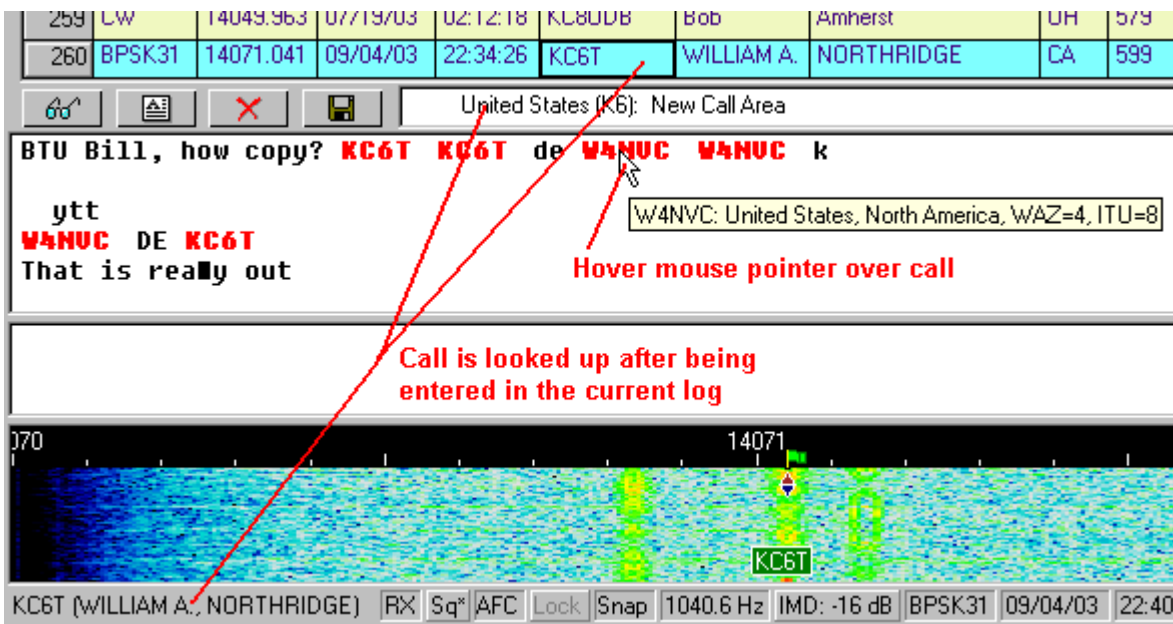 259 CW 14049.963 07/19/03 02:12:18 KC8UDB Bob Amherst OH 579
260 BPSK31 14071.041 09/04/03 22:34:26 KC6T WILLIAM A. NORTHRIDGE CA 599
United States (K6): New Call Area
BTU Bill, how copy? KC6T KC6T de W4NVC W4NVC k
ytt
W4NVC: United States, North America, WAZ=4, ITU=8
W4NVC DE KC6T
That is really out
Hover mouse pointer over call
Call is looked up after being
entered in the current log
070 14071
KC6T
KC6T (WILLIAM A., NORTHRIDGE) RX Sq* AFC Lock Snap 1040.6 Hz IMD: -16 dB BPSK31 09/04/03 22:40